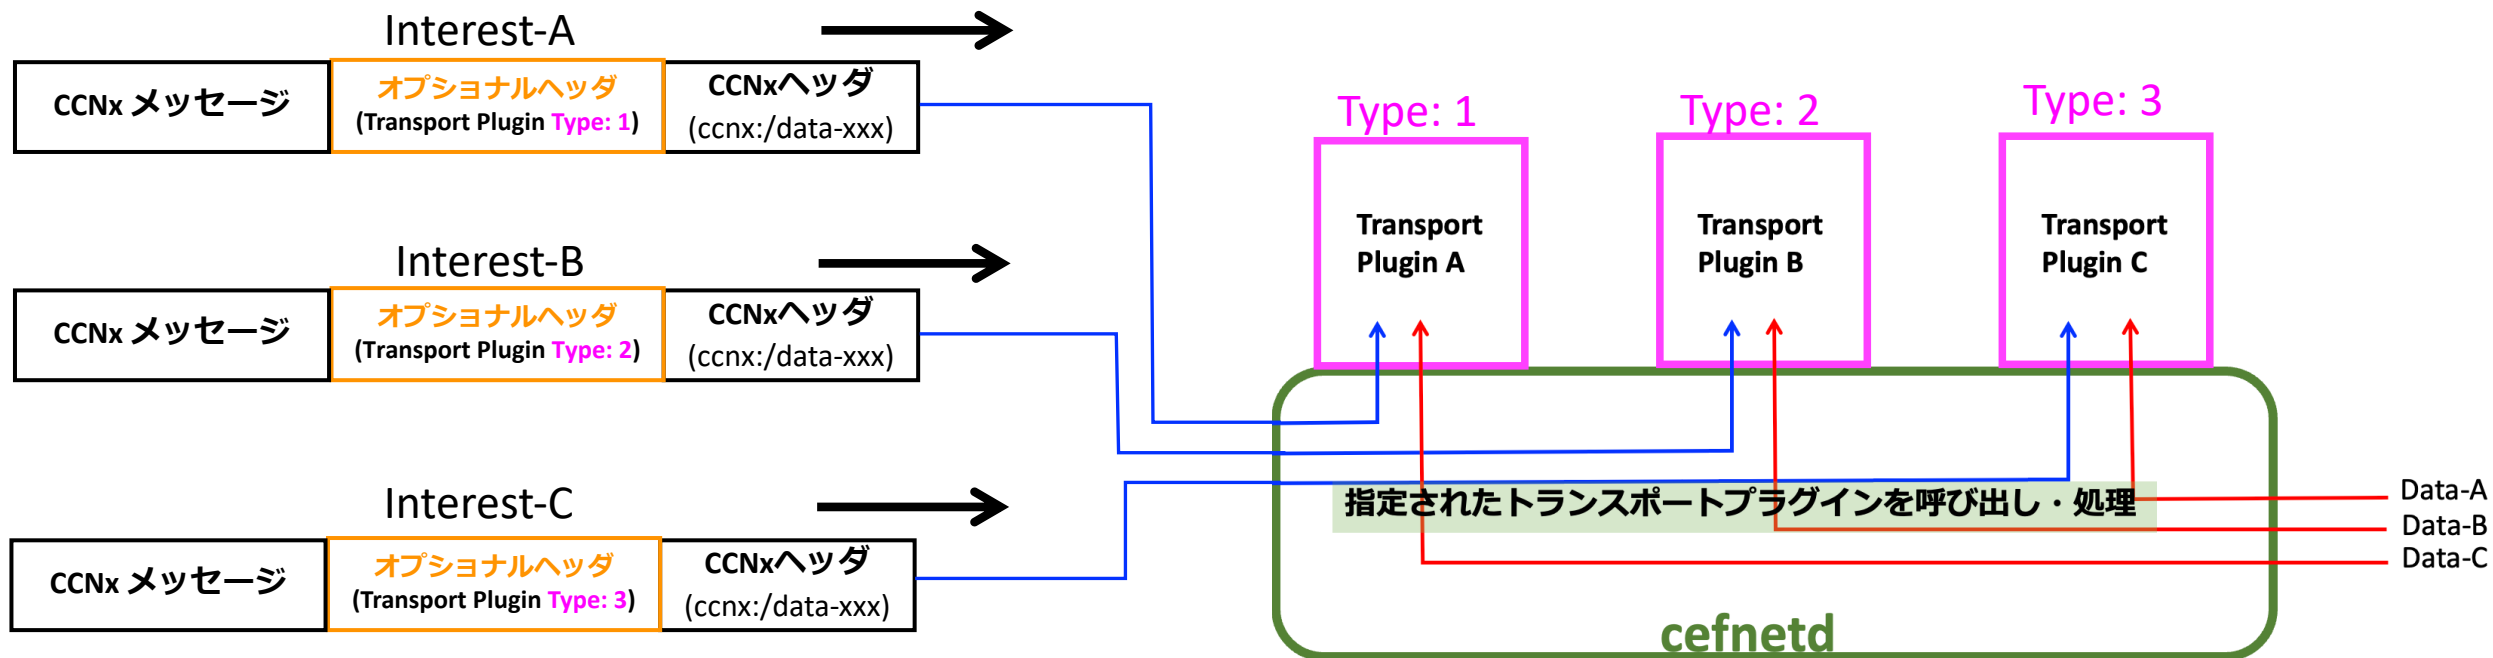 Interest-A
CCNx メッセージ
オプショナルヘッダ
(Transport Plugin Type: 1)
CCNxヘッダ
(ccnx:/data-xxx)
Interest-B
CCNx メッセージ
オプショナルヘッダ
(Transport Plugin Type: 2)
CCNxヘッダ
(ccnx:/data-xxx)
Interest-C
CCNx メッセージ
オプショナルヘッダ
(Transport Plugin Type: 3)
CCNxヘッダ
(ccnx:/data-xxx)
Type: 1
Transport
Plugin A
Type: 2
Transport
Plugin B
Type: 3
Transport
Plugin C
指定されたトランスポートプラグインを呼び出し・処理
Data-A
Data-B
Data-C
cefnetd